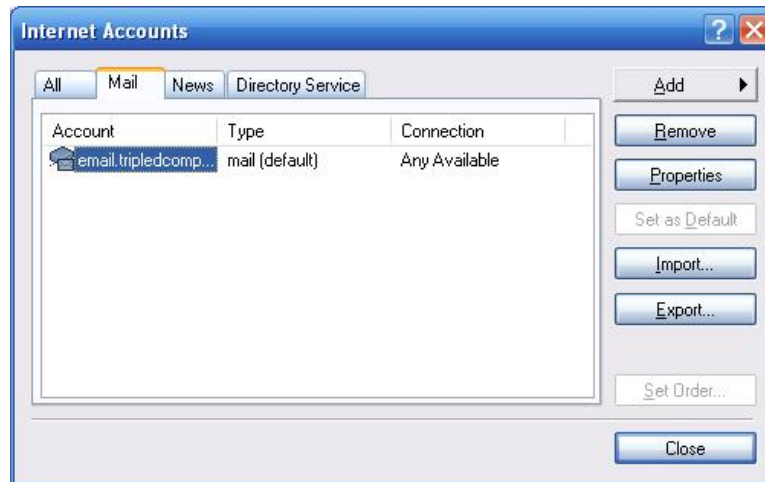 Internet Accounts
All Mail News Directory Service
Account Type Connection
email.tripledcomp... mail (default) Any Available
Add
Remove
Properties
Set as Default
Import...
Export...
Set Order...
Close